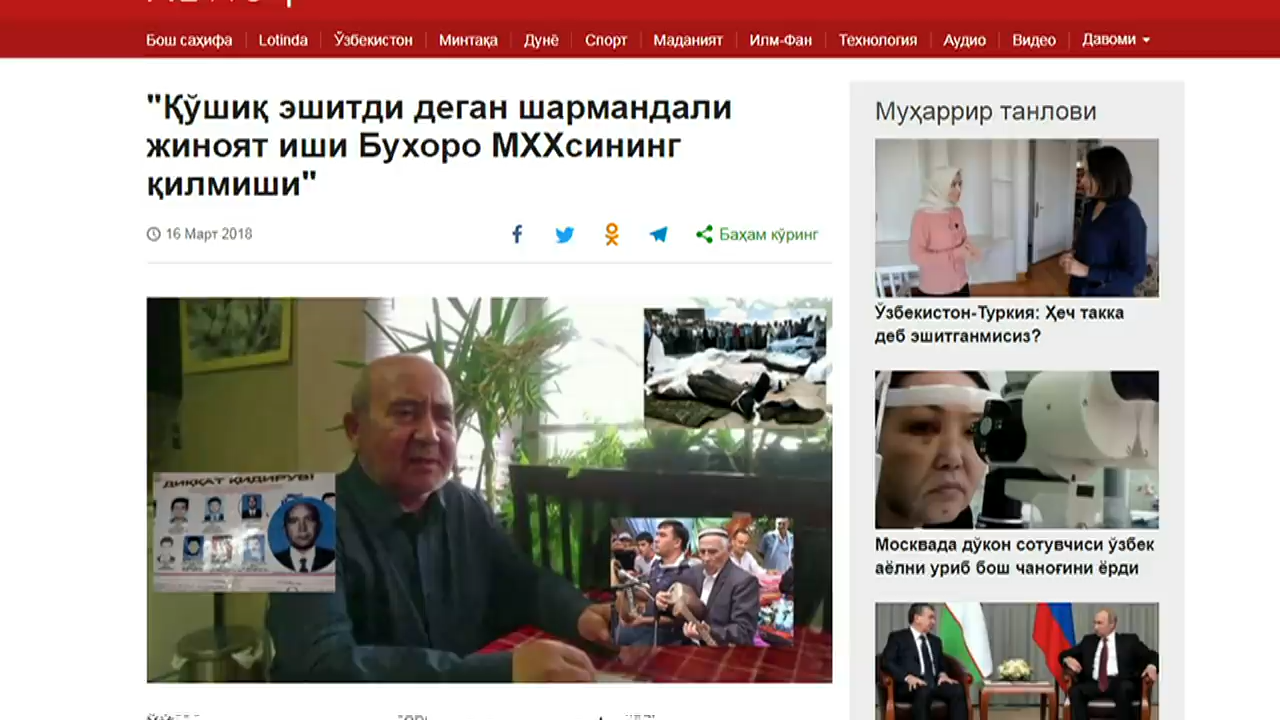 Бош саҳифа
Lotinda
Ўзбекистон
Минтақа
Дунё
Спорт
Маданият
Илм-Фан
Технология
Аудио
Видео
Давоми
"Қўшиқ эшитди деган шармандали
жиноят иши Бухоро МХХсининг
қилмиши"
16 Март 2018
Баҳам кўринг
ДИҚҚАТ ҚИДИРУВ!
Муҳаррир танлови
Ўзбекистон-Туркия: Ҳеч такка
деб эшитганмисиз?
Москвада дўкон сотувчиси ўзбек
аёлни уриб бош чаноғини ёрди